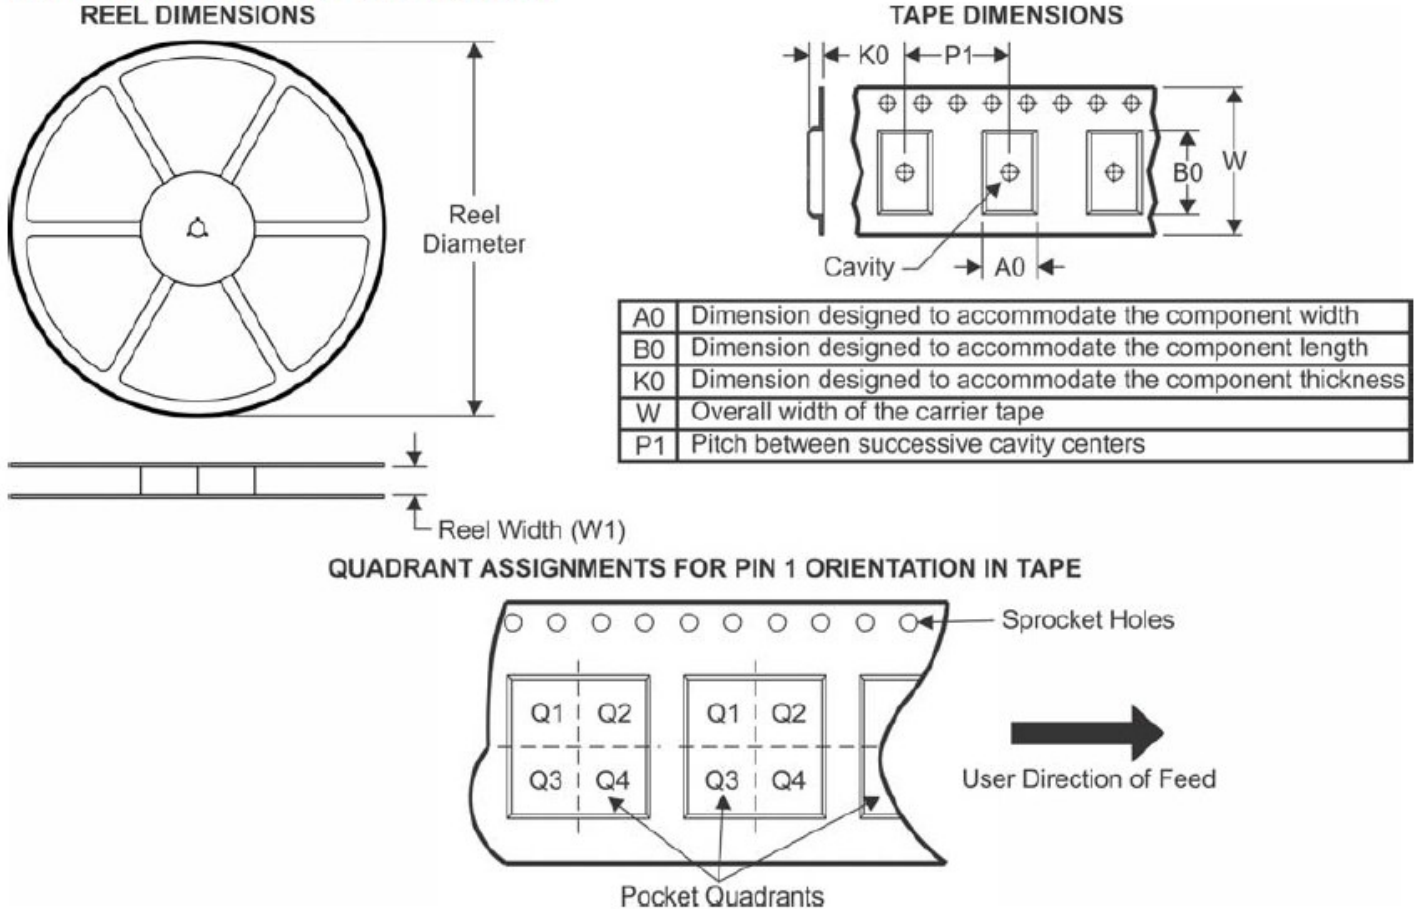 REEL DIMENSIONS
Reel
Diameter
Reel Width (W1)
TAPE DIMENSIONS
K0
P1
B0
W
Cavity
A0
A0 Dimension designed to accommodate the component width
B0 Dimension designed to accommodate the component length
K0 Dimension designed to accommodate the component thickness
W Overall width of the carrier tape
P1 Pitch between successive cavity centers
QUADRANT ASSIGNMENTS FOR PIN 1 ORIENTATION IN TAPE
Sprocket Holes
Q1 Q2 Q1 Q2
Q3 Q4 Q3 Q4
User Direction of Feed
Pocket Quadrants